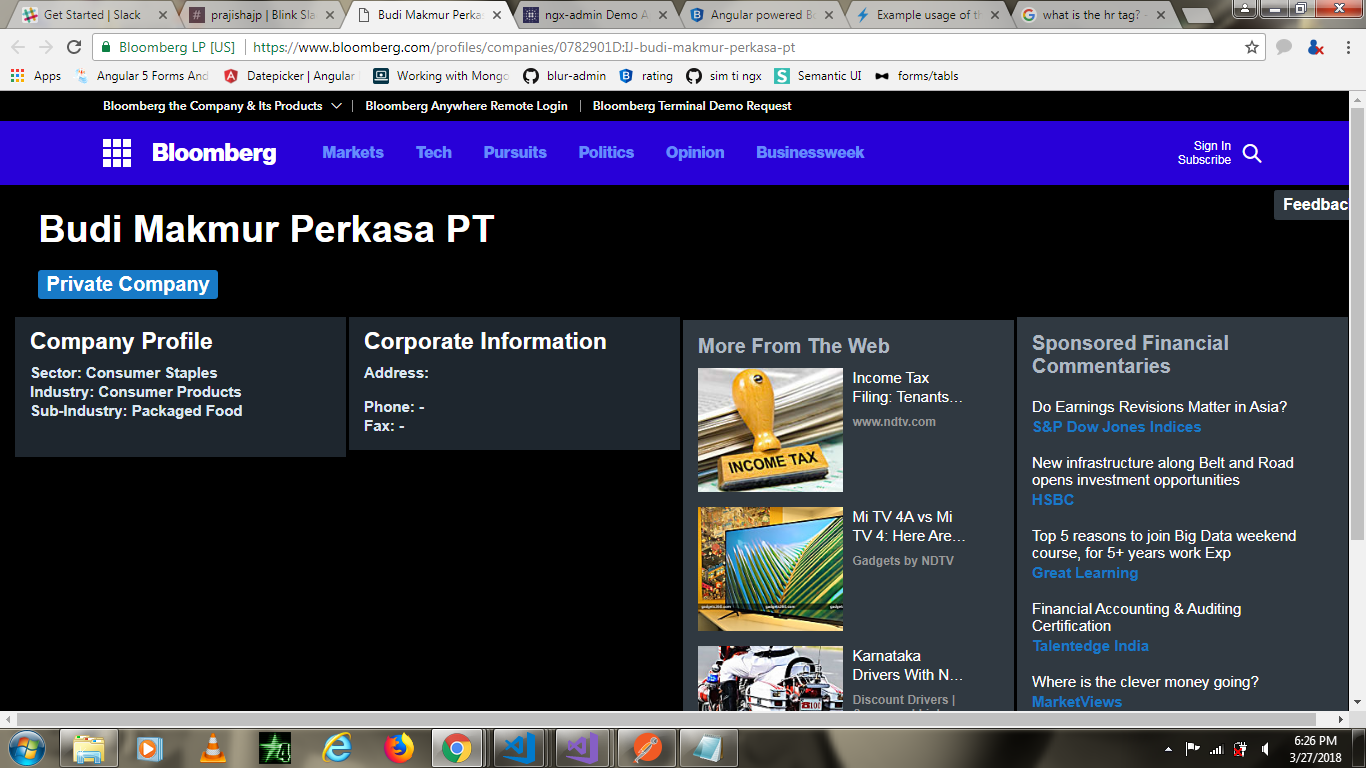 Get Started | Slack
prajishajp | Blink Sla
Budi Makmur Perkas
ngx-admin Demo A
Angular powered Bo
Example usage of th
what is the hr tag? -
Bloomberg LP [US]
https://www.bloomberg.com/profiles/companies/0782901D:IJ-budi-makmur-perkasa-pt
Apps
Angular 5 Forms And
Datepicker | Angular
Working with Mongo
blur-admin
rating
sim ti ngx
Semantic UI
forms/tabls
Bloomberg the Company & Its Products
Bloomberg Anywhere Remote Login
Bloomberg Terminal Demo Request
Bloomberg
Markets
Tech
Pursuits
Politics
Opinion
Businessweek
Sign In
Subscribe
Feedbac
Budi Makmur Perkasa PT
Private Company
Company Profile
Sector: Consumer Staples
Industry: Consumer Products
Sub-Industry: Packaged Food
Corporate Information
Address:
Phone: -
Fax: -
More From The Web
INCOME TAX
Income Tax
Filing: Tenants…
www.ndtv.com
Mi TV 4A vs Mi
TV 4: Here Are…
Gadgets by NDTV
Karnataka
Drivers With N…
Discount Drivers |
Sponsored Financial
Commentaries
Do Earnings Revisions Matter in Asia?
S&P Dow Jones Indices
New infrastructure along Belt and Road
opens investment opportunities
HSBC
Top 5 reasons to join Big Data weekend
course, for 5+ years work Exp
Great Learning
Financial Accounting & Auditing
Certification
Talentedge India
Where is the clever money going?
MarketViews
6:26 PM
3/27/2018